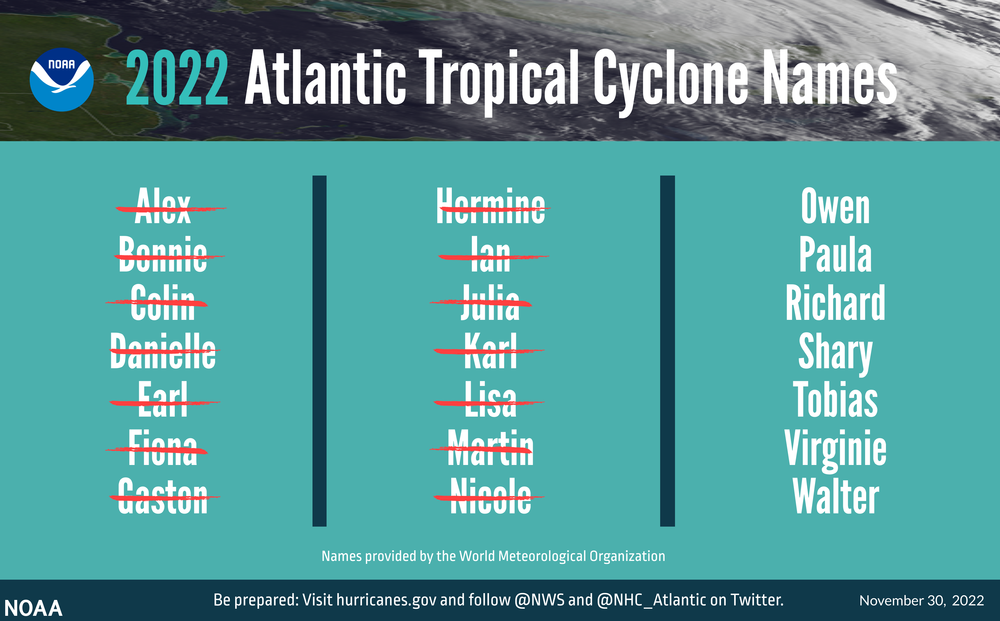 NOAA
2022 Atlantic Tropical Cyclone Names
Alex
Bonnie
Colin
Danielle
Earl
Fiona
Gaston
Hermine
Ian
Julia
Karl
Lisa
Martin
Nicole
Owen
Paula
Richard
Shary
Tobias
Virginie
Walter
Names provided by the World Meteorological Organization
NOAA
Be prepared: Visit hurricanes.gov and follow @NWS and @NHC_Atlantic on Twitter.
November 30, 2022